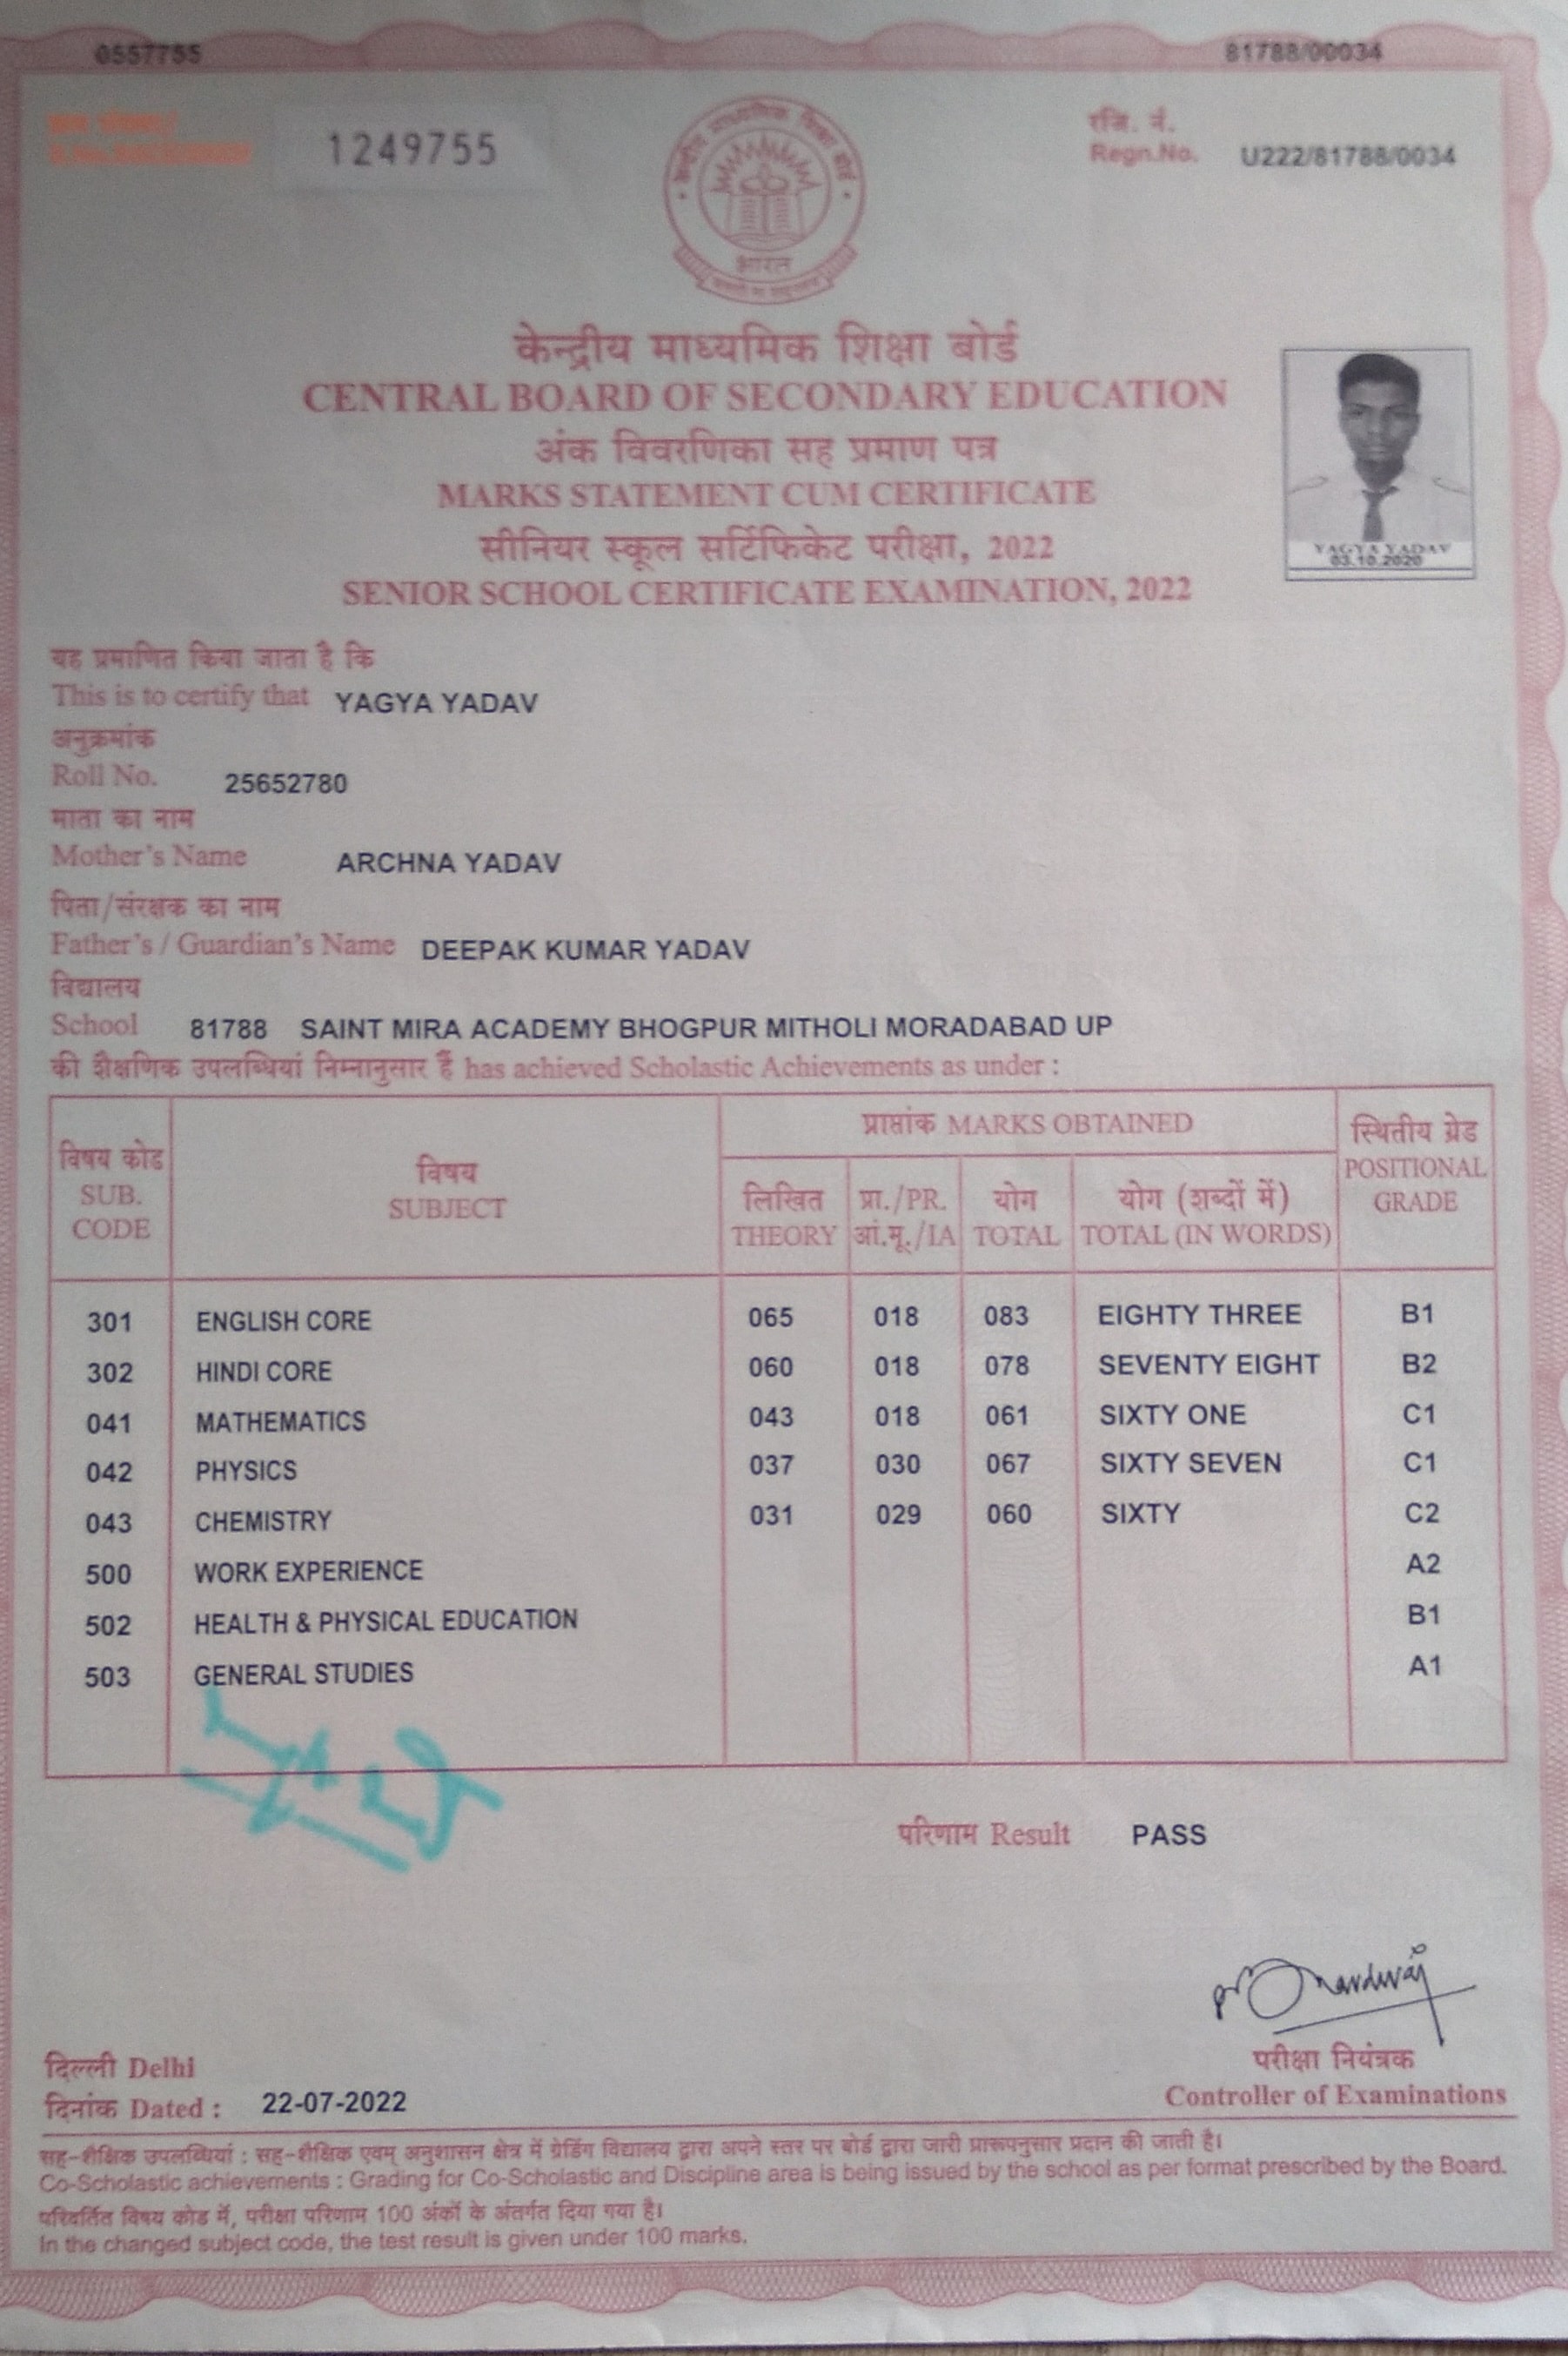 0557755
81788/00034
1249755
रजि. नं.
Regn.No. U222/81788/0034
भारत
केन्द्रीय माध्यमिक शिक्षा बोर्ड
CENTRAL BOARD OF SECONDARY EDUCATION
अंक विवरणिका सह प्रमाण पत्र
MARKS STATEMENT CUM CERTIFICATE
सीनियर स्कूल सर्टिफिकेट परीक्षा, 2022
SENIOR SCHOOL CERTIFICATE EXAMINATION, 2022
YAGYA YADAV
03.10.2020
यह प्रमाणित किया जाता है कि
This is to certify that YAGYA YADAV
अनुक्रमांक
Roll No. 25652780
माता का नाम
Mother's Name ARCHNA YADAV
पिता/संरक्षक का नाम
Father's / Guardian's Name DEEPAK KUMAR YADAV
विद्यालय
School 81788 SAINT MIRA ACADEMY BHOGPUR MITHOLI MORADABAD UP
की शैक्षणिक उपलब्धियां निम्नानुसार हैं has achieved Scholastic Achievements as under :
विषय कोड
SUB.
CODE
विषय
SUBJECT
प्राप्तांक MARKS OBTAINED
लिखित
THEORY
प्रा./PR.
आं.मू./IA
योग
TOTAL
योग (शब्दों में)
TOTAL (IN WORDS)
स्थितीय ग्रेड
POSITIONAL
GRADE
301 ENGLISH CORE 065 018 083 EIGHTY THREE B1
302 HINDI CORE 060 018 078 SEVENTY EIGHT B2
041 MATHEMATICS 043 018 061 SIXTY ONE C1
042 PHYSICS 037 030 067 SIXTY SEVEN C1
043 CHEMISTRY 031 029 060 SIXTY C2
500 WORK EXPERIENCE A2
502 HEALTH & PHYSICAL EDUCATION B1
503 GENERAL STUDIES A1
परिणाम Result PASS
दिल्ली Delhi
दिनांक Dated : 22-07-2022
परीक्षा नियंत्रक
Controller of Examinations
सह-शैक्षिक उपलब्धियां : सह-शैक्षिक एवम् अनुशासन क्षेत्र में ग्रेडिंग विद्यालय द्वारा अपने स्तर पर बोर्ड द्वारा जारी प्रारूपनुसार प्रदान की जाती है।
Co-Scholastic achievements : Grading for Co-Scholastic and Discipline area is being issued by the school as per format prescribed by the Board.
परिवर्तित विषय कोड में, परीक्षा परिणाम 100 अंकों के अंतर्गत दिया गया है।
In the changed subject code, the test result is given under 100 marks.